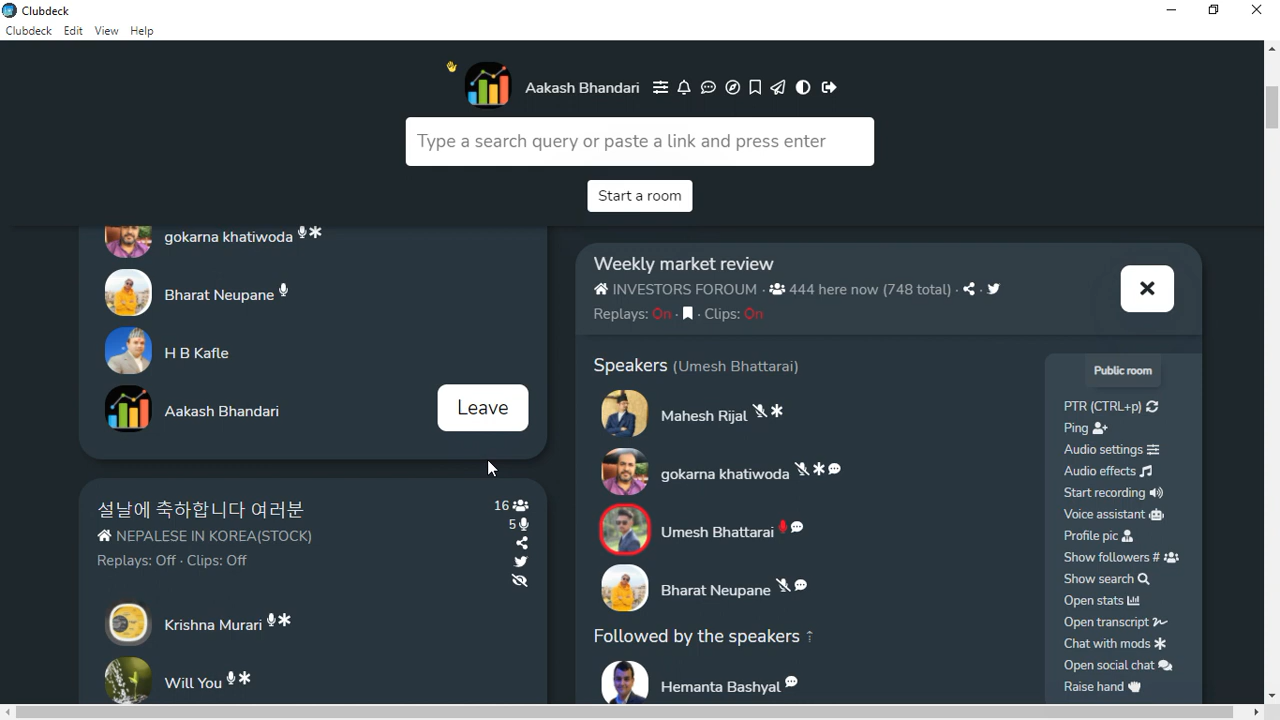 Clubdeck
Clubdeck Edit View Help
Aakash Bhandari
Type a search query or paste a link and press enter
Start a room
gokarna khatiwoda
Bharat Neupane
H B Kafle
Aakash Bhandari
Leave
설날에 축하합니다 여러분
16
NEPALESE IN KOREA(STOCK)
5
Replays: Off · Clips: Off
Krishna Murari
Will You
Weekly market review
INVESTORS FOROUM · 444 here now (748 total) ·
Replays: On · Clips: On
Speakers (Umesh Bhattarai)
Mahesh Rijal
gokarna khatiwoda
Umesh Bhattarai
Bharat Neupane
Followed by the speakers ↑
Hemanta Bashyal
Public room
PTR (CTRL+p)
Ping
Audio settings
Audio effects
Start recording
Voice assistant
Profile pic
Show followers #
Show search
Open stats
Open transcript
Chat with mods
Open social chat
Raise hand